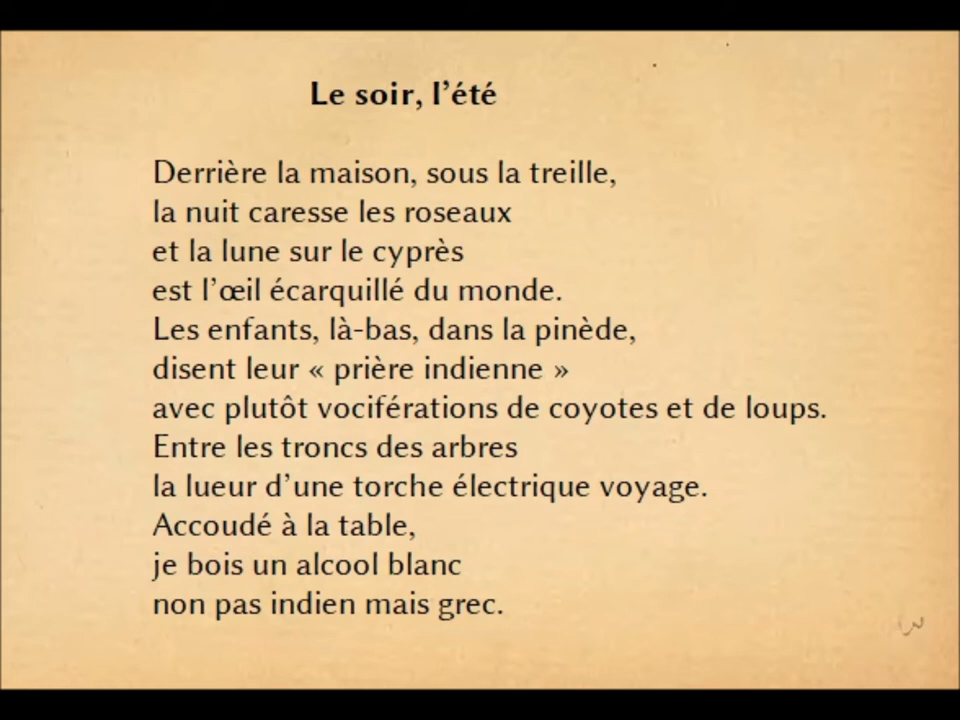 Le soir, l’été
Derrière la maison, sous la treille,
la nuit caresse les roseaux
et la lune sur le cyprès
est l’œil écarquillé du monde.
Les enfants, là-bas, dans la pinède,
disent leur « prière indienne »
avec plutôt vociférations de coyotes et de loups.
Entre les troncs des arbres
la lueur d’une torche électrique voyage.
Accoudé à la table,
je bois un alcool blanc
non pas indien mais grec.